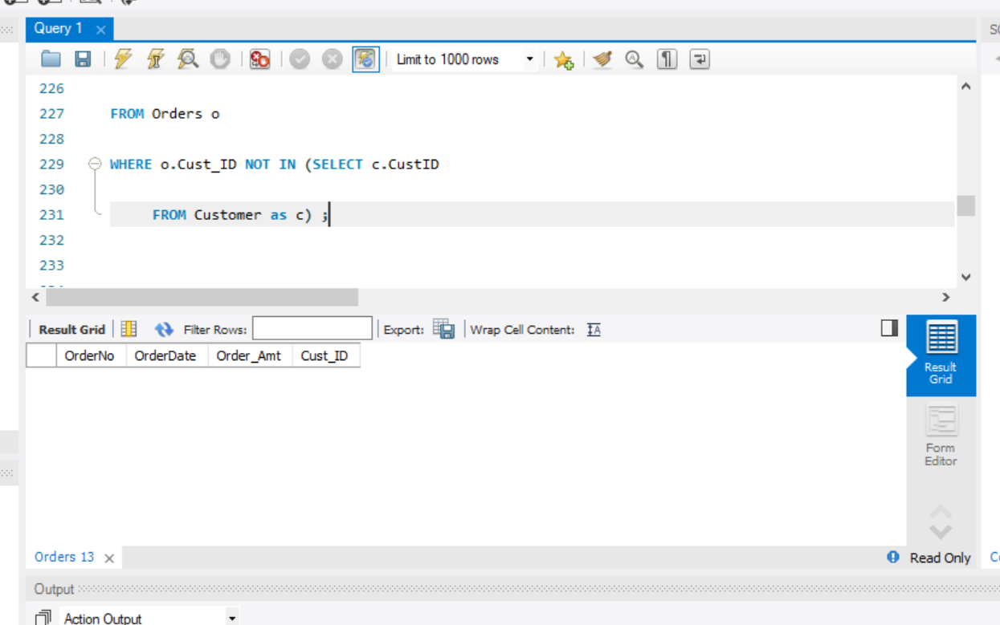 Query 1
Limit to 1000 rows
226
227 FROM Orders o
228
229 WHERE o.Cust_ID NOT IN (SELECT c.CustID
230
231 FROM Customer as c) ;
232
233
Result Grid Filter Rows: Export: Wrap Cell Content: IA
OrderNo OrderDate Order_Amt Cust_ID
Result
Grid
Form
Editor
Orders 13 Read Only
Output
Action Output